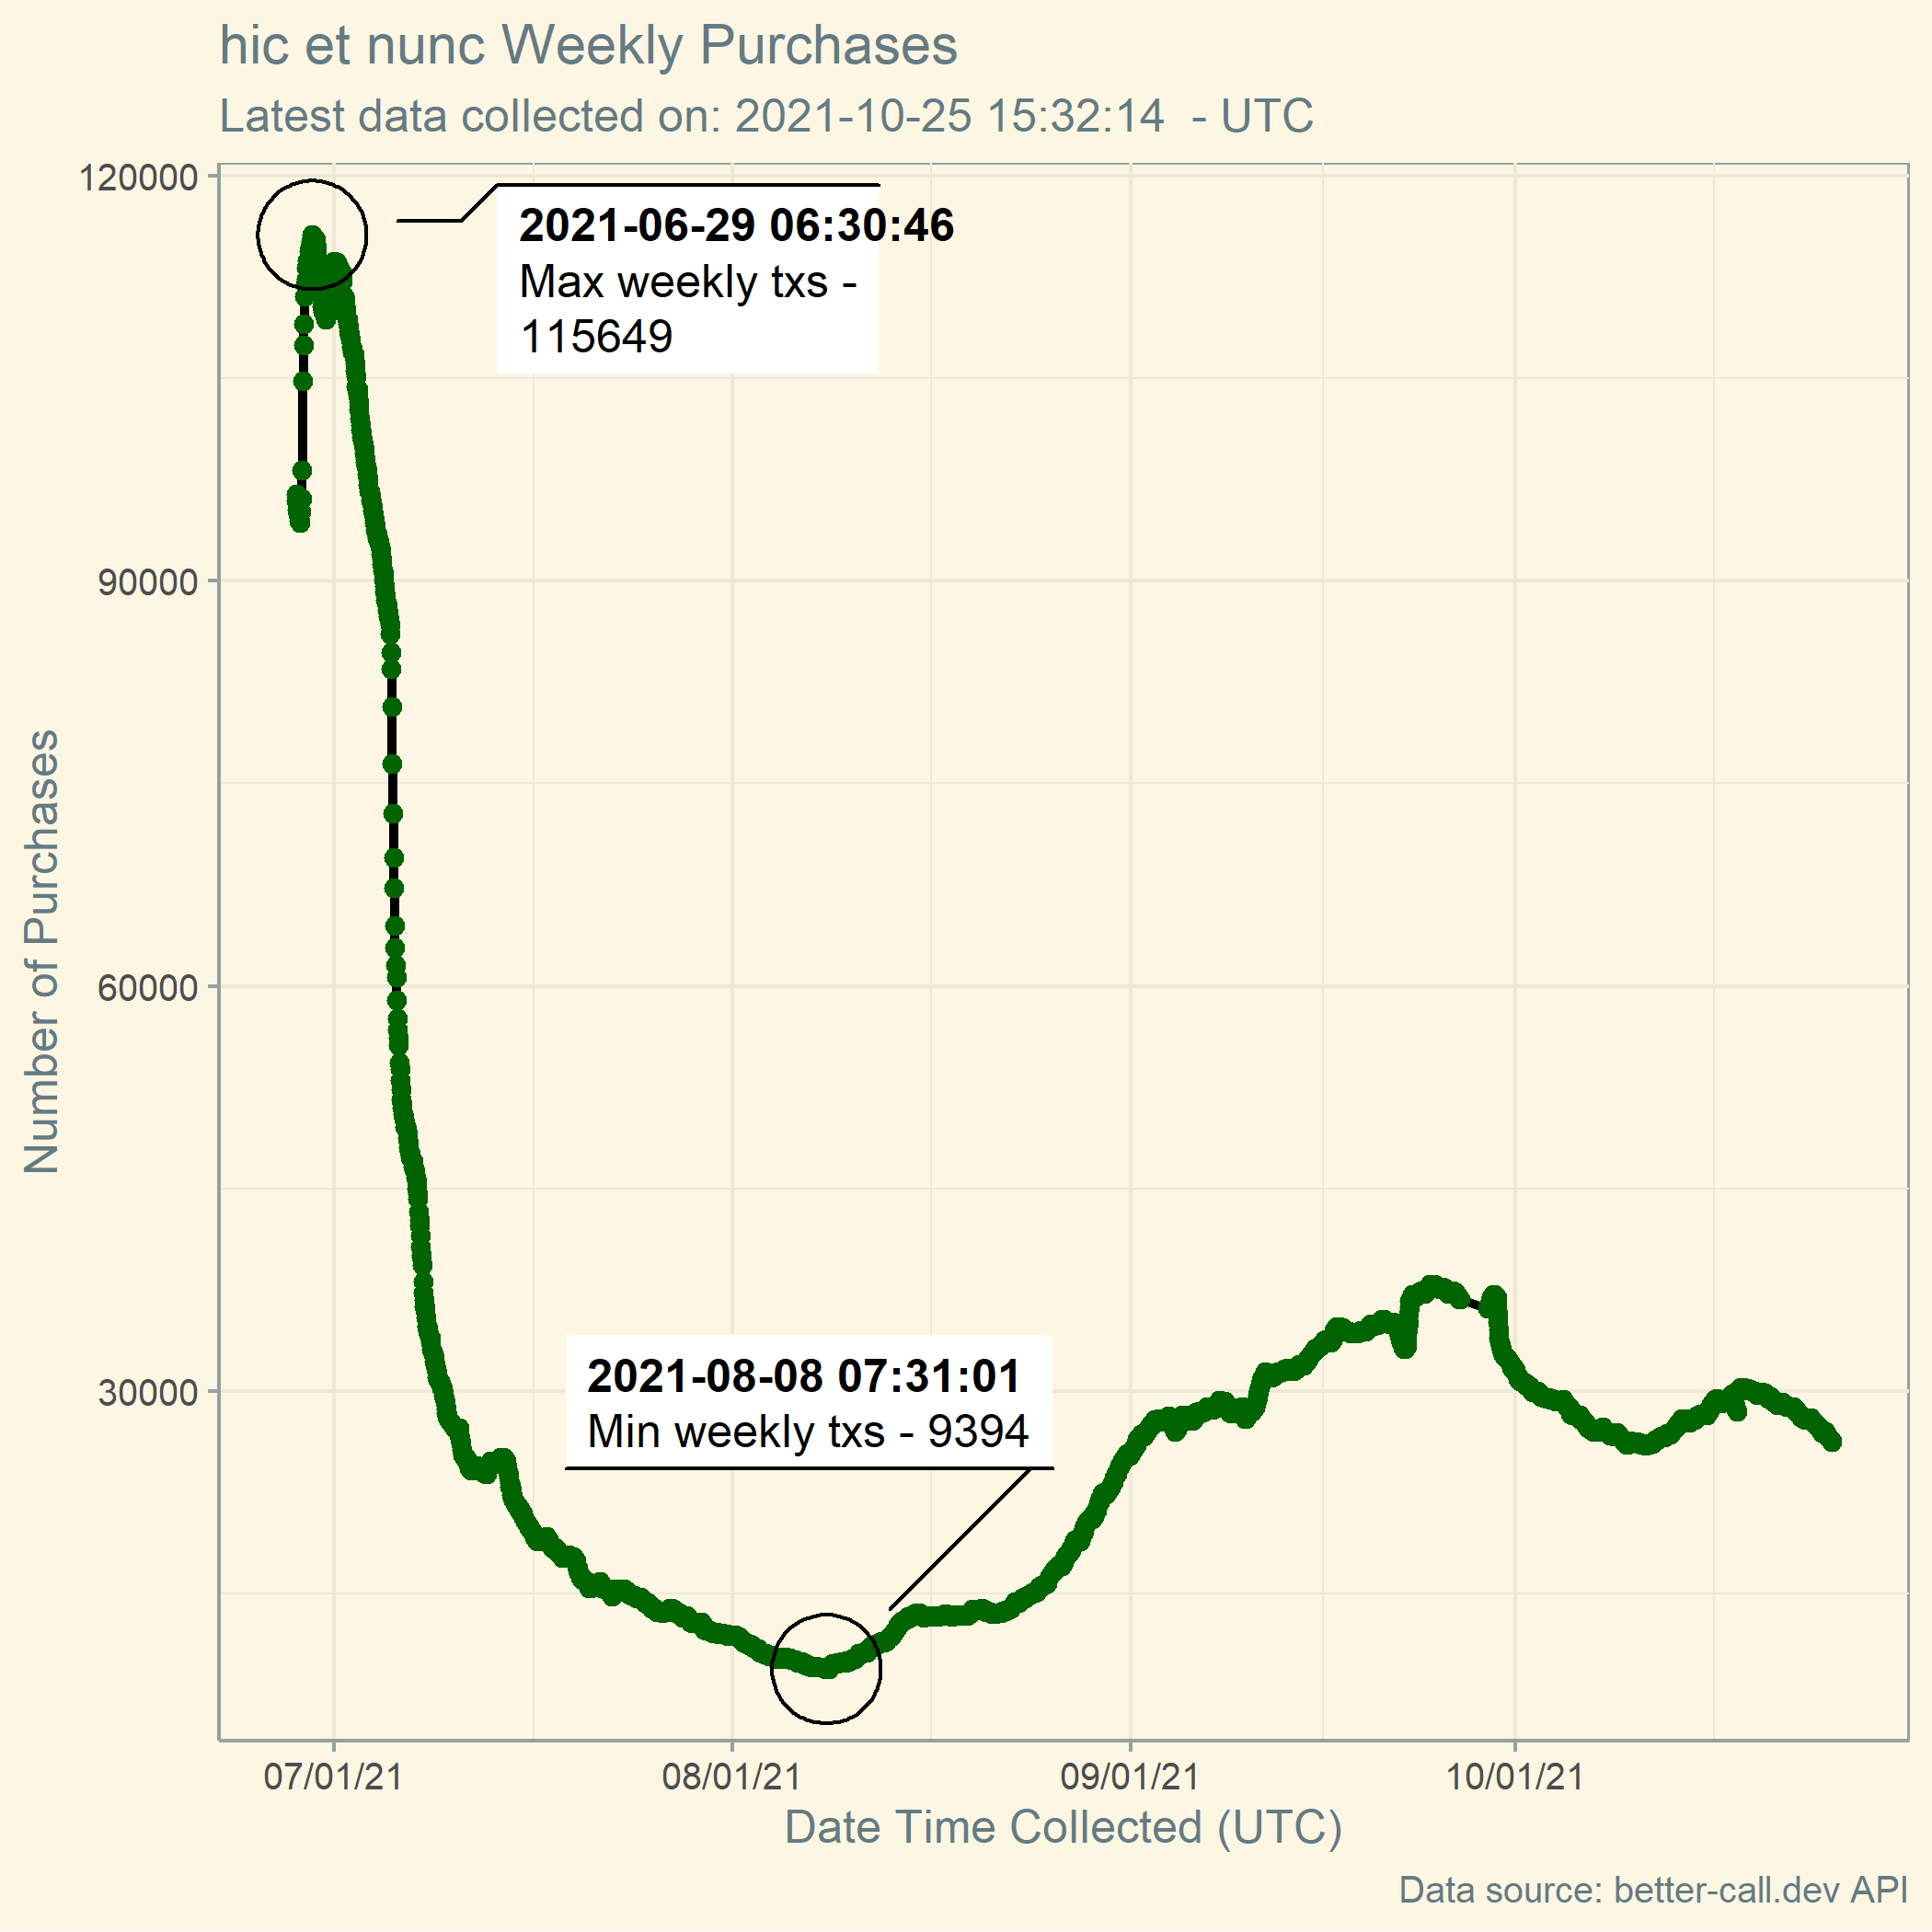 hic et nunc Weekly Purchases
Latest data collected on: 2021-10-25 15:32:14 - UTC
120000
90000
60000
30000
Number of Purchases
2021-06-29 06:30:46
Max weekly txs -
115649
2021-08-08 07:31:01
Min weekly txs - 9394
07/01/21
08/01/21
09/01/21
10/01/21
Date Time Collected (UTC)
Data source: better-call.dev API